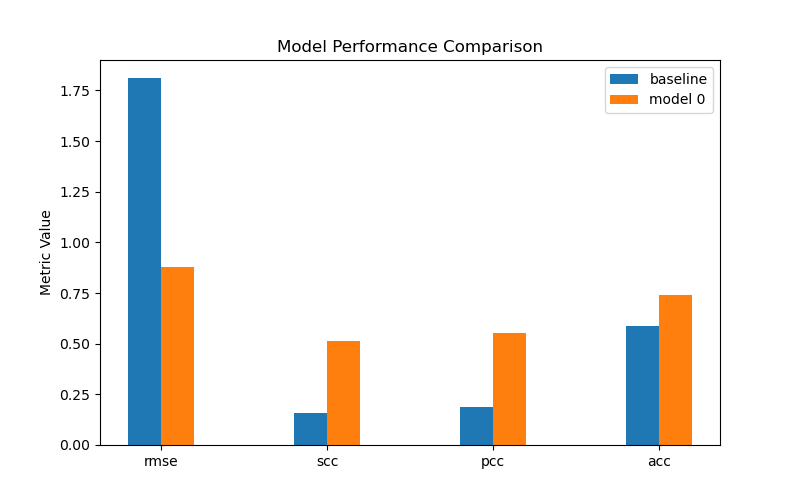 Model Performance Comparison
baseline
model 0
1.75
1.50
1.25
1.00
0.75
0.50
0.25
0.00
Metric Value
rmse scc pcc acc